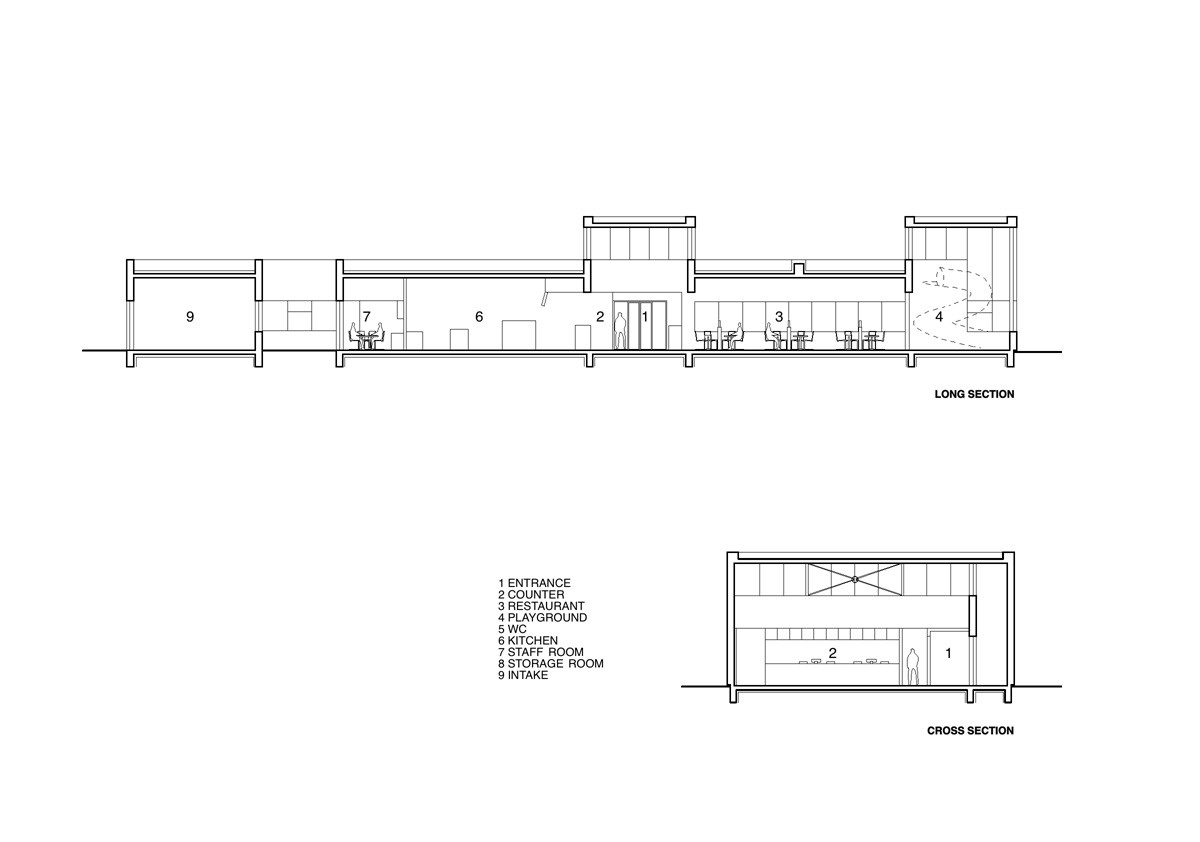 9
7
6
2
1
3
4
LONG SECTION
1 ENTRANCE
2 COUNTER
3 RESTAURANT
4 PLAYGROUND
5 WC
6 KITCHEN
7 STAFF ROOM
8 STORAGE ROOM
9 INTAKE
2
1
CROSS SECTION